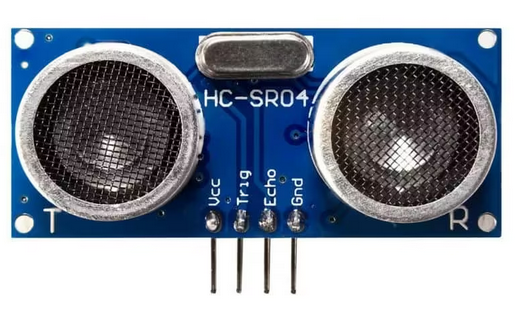 HC-SR04
Vcc
Trig
Echo
Gnd
T
R